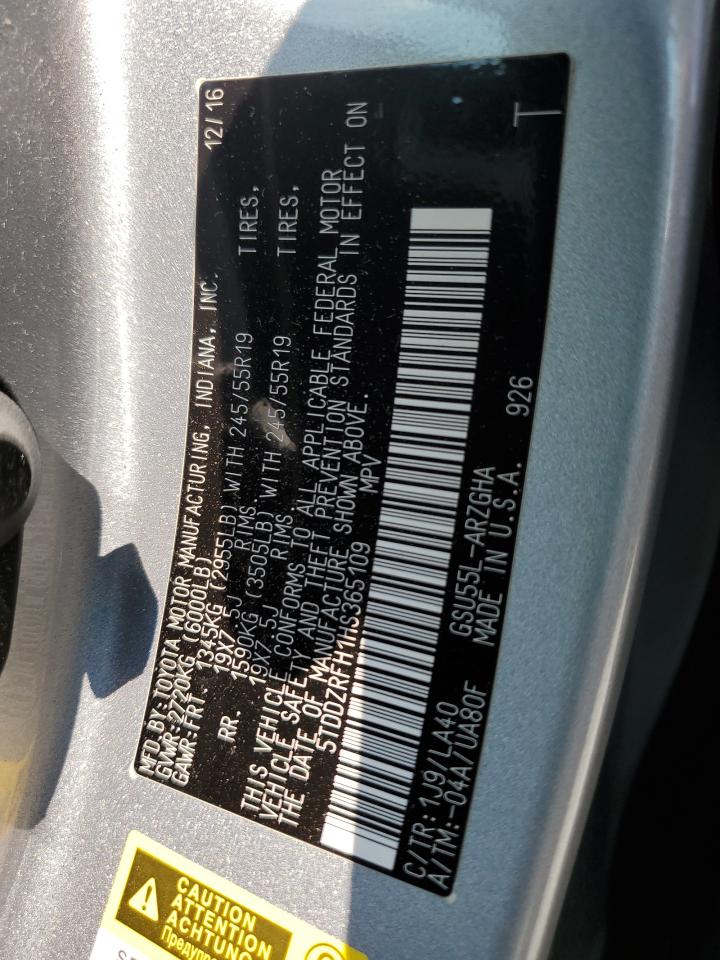 MFD. BY: TOYOTA MOTOR MANUFACTURING, INDIANA, INC. 12/16
GVWR: 2720KG (6000LB)
GAWR: FRT. 1345KG (2955LB) WITH 245/55R19 TIRES,
19X7.5J RIMS
RR. 1590KG (3505LB) WITH 245/55R19 TIRES,
19X7.5J RIMS
THIS VEHICLE CONFORMS TO ALL APPLICABLE FEDERAL MOTOR
VEHICLE SAFETY AND THEFT PREVENTION STANDARDS IN EFFECT ON
THE DATE OF MANUFACTURE SHOWN ABOVE.
MPV
C/TR: 1J9/LA40 GSU55L-ARZGHA
A/TM: -04A/UA80F MADE IN U.S.A. 926
T
CAUTION
ATTENTION
ACHTUNG